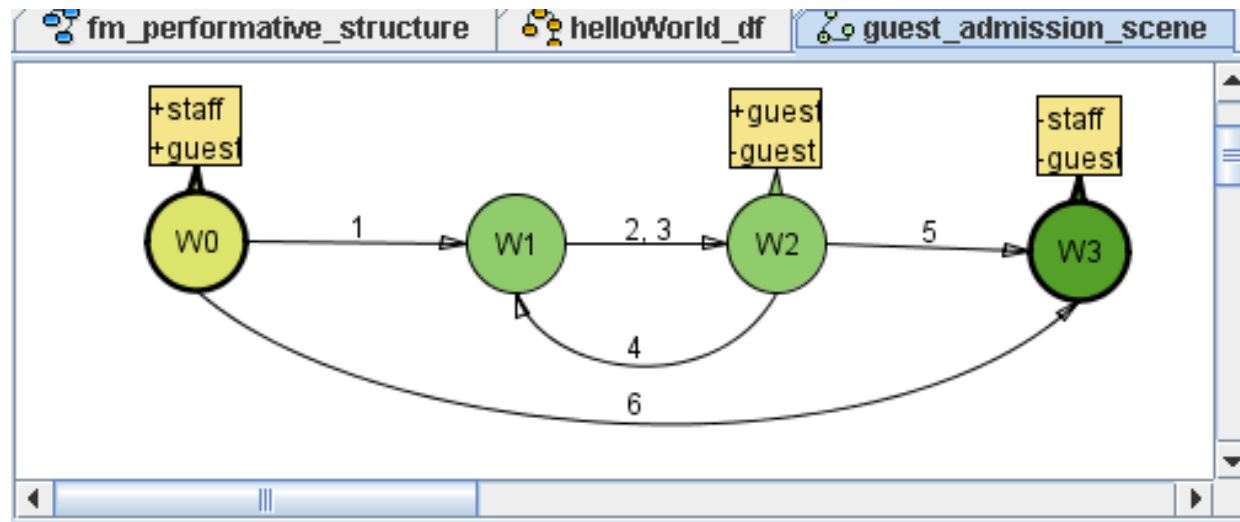 fm_performative_structure helloWorld_df guest_admission_scene
+staff
+guest
+guest
-guest
-staff
-guest
W0 1 W1 2, 3 W2 5 W3
4
6